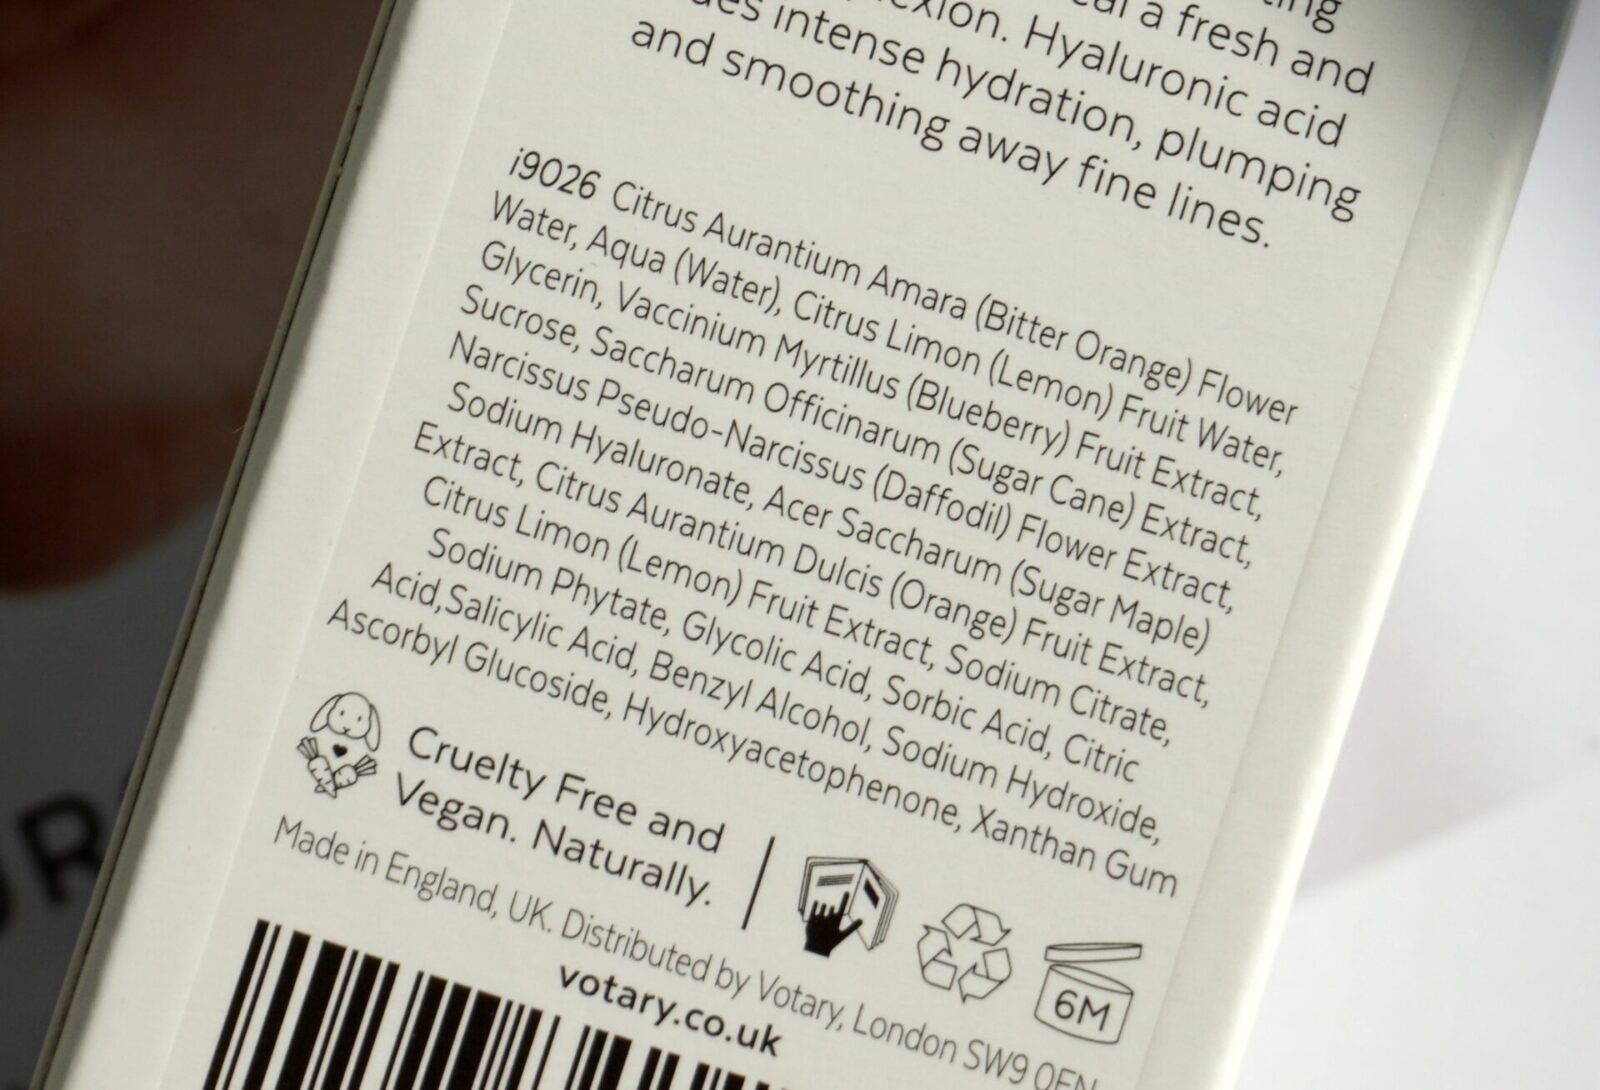 a fresh and
Hyaluronic acid
intense hydration, plumping
and smoothing away fine lines.
i9026 Citrus Aurantium Amara (Bitter Orange) Flower
Water, Aqua (Water), Citrus Limon (Lemon) Fruit Water,
Glycerin, Vaccinium Myrtillus (Blueberry) Fruit Extract,
Sucrose, Saccharum Officinarum (Sugar Cane) Extract,
Narcissus Pseudo-Narcissus (Daffodil) Flower Extract,
Sodium Hyaluronate, Acer Saccharum (Sugar Maple)
Extract, Citrus Aurantium Dulcis (Orange) Fruit Extract,
Citrus Limon (Lemon) Fruit Extract, Sodium Citrate,
Sodium Phytate, Glycolic Acid, Sorbic Acid, Citric
Acid,Salicylic Acid, Benzyl Alcohol, Sodium Hydroxide,
Ascorbyl Glucoside, Hydroxyacetophenone, Xanthan Gum
Cruelty Free and
Vegan. Naturally.
6M
Made in England, UK. Distributed by Votary, London SW9
votary.co.uk